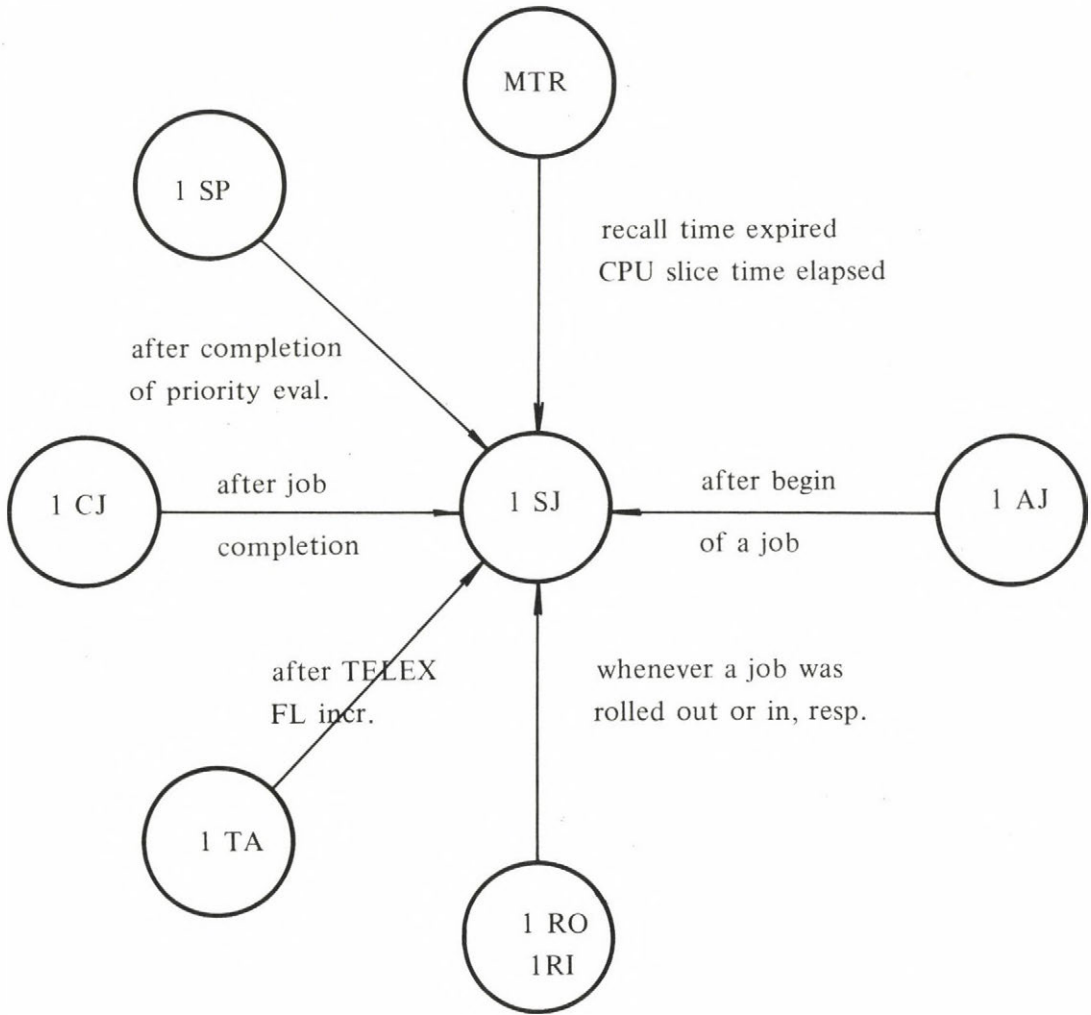 MTR
1 SP
recall time expired
CPU slice time elapsed
after completion
of priority eval.
1 CJ
after job
completion
1 SJ
after begin
of a job
1 AJ
after TELEX
FL incr.
whenever a job was
rolled out or in, resp.
1 TA
1 RO
1RI